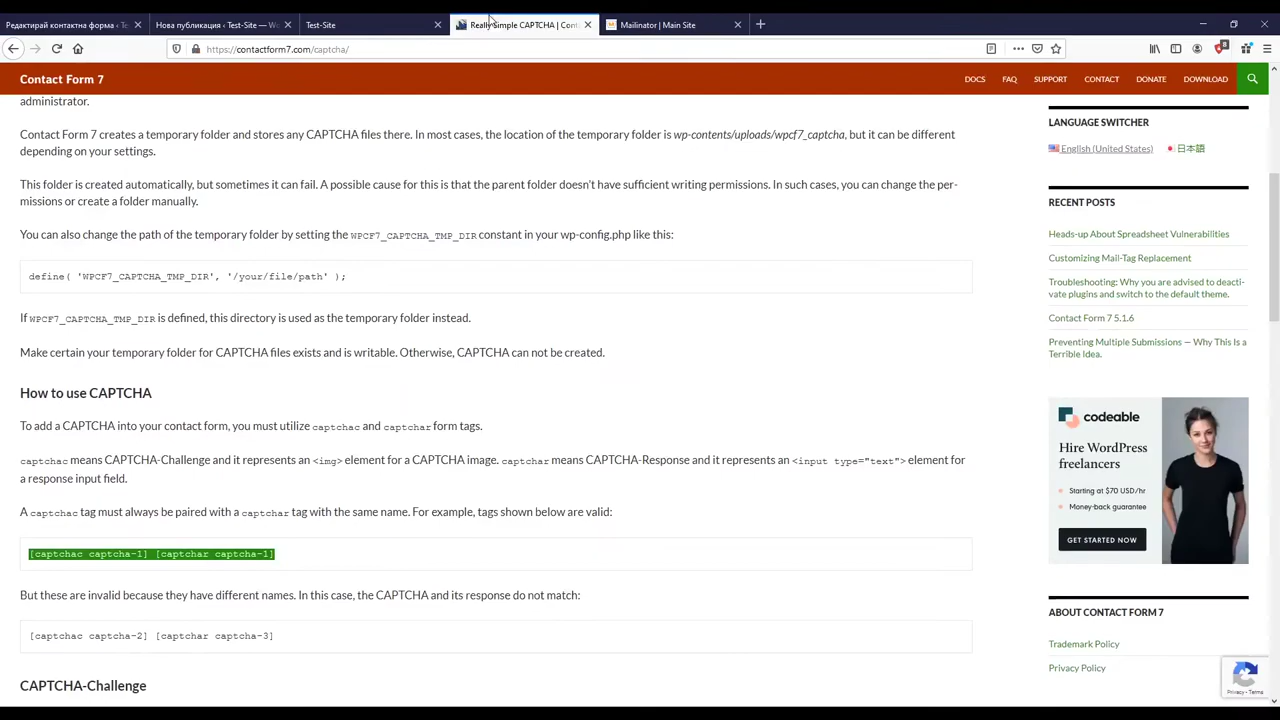 Редактирай контактна форма ‹ Te
Нова публикация ‹ Test-Site — Wo
Test-Site
Really Simple CAPTCHA | Cont
Mailinator | Main Site
https://contactform7.com/captcha/
8
Contact Form 7
DOCS FAQ SUPPORT CONTACT DONATE DOWNLOAD
administrator.
Contact Form 7 creates a temporary folder and stores any CAPTCHA files there. In most cases, the location of the temporary folder is wp-contents/uploads/wpcf7_captcha, but it can be different
depending on your settings.
This folder is created automatically, but sometimes it can fail. A possible cause for this is that the parent folder doesn't have sufficient writing permissions. In such cases, you can change the per-
missions or create a folder manually.
You can also change the path of the temporary folder by setting the WPCF7_CAPTCHA_TMP_DIR constant in your wp-config.php like this:
define( 'WPCF7_CAPTCHA_TMP_DIR', '/your/file/path' );
If WPCF7_CAPTCHA_TMP_DIR is defined, this directory is used as the temporary folder instead.
Make certain your temporary folder for CAPTCHA files exists and is writable. Otherwise, CAPTCHA can not be created.
How to use CAPTCHA
To add a CAPTCHA into your contact form, you must utilize captchac and captchar form tags.
captchac means CAPTCHA-Challenge and it represents an <img> element for a CAPTCHA image. captchar means CAPTCHA-Response and it represents an <input type="text"> element for
a response input field.
A captchac tag must always be paired with a captchar tag with the same name. For example, tags shown below are valid:
[captchac captcha-1] [captchar captcha-1]
But these are invalid because they have different names. In this case, the CAPTCHA and its response do not match:
[captchac captcha-2] [captchar captcha-3]
CAPTCHA-Challenge
LANGUAGE SWITCHER
English (United States) 日本語
RECENT POSTS
Heads-up About Spreadsheet Vulnerabilities
Customizing Mail-Tag Replacement
Troubleshooting: Why you are advised to deacti-
vate plugins and switch to the default theme.
Contact Form 7 5.1.6
Preventing Multiple Submissions — Why This Is a
Terrible Idea.
codeable
Hire WordPress
freelancers
Starting at $70 USD/hr
Money-back guarantee
GET STARTED NOW
ABOUT CONTACT FORM 7
Trademark Policy
Privacy Policy
Privacy - Terms